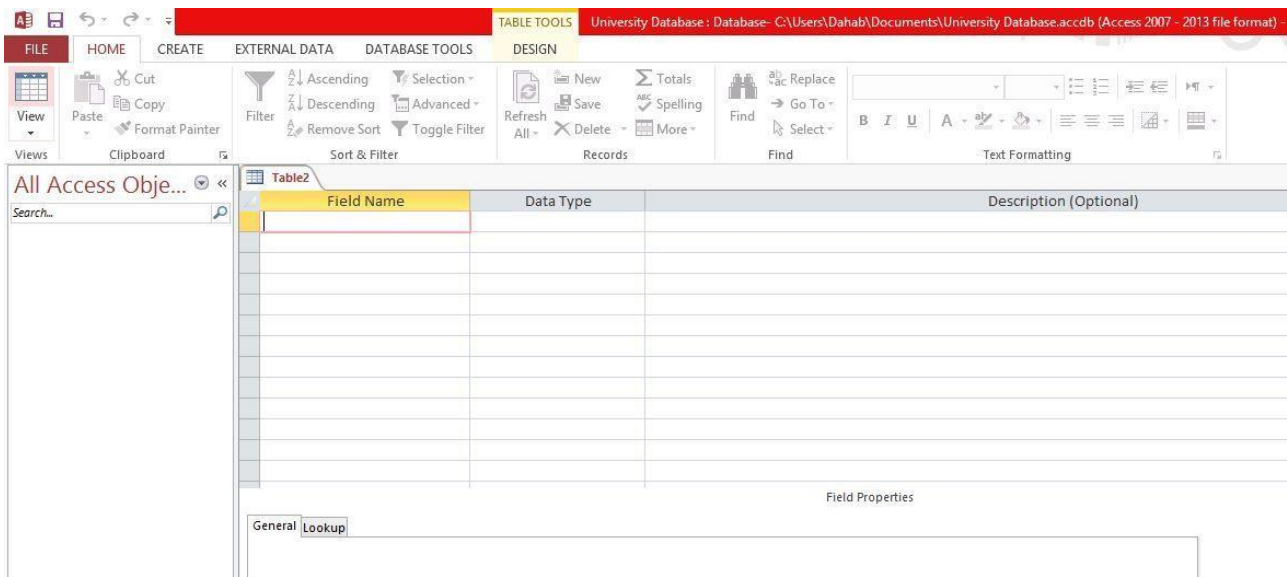 TABLE TOOLS University Database : Database- C:\Users\Dahab\Documents\University Database.accdb (Access 2007 - 2013 file format) -
FILE HOME CREATE EXTERNAL DATA DATABASE TOOLS DESIGN
Cut Ascending Selection New Totals Replace
Copy Descending Advanced Save Spelling Go To
View Paste Format Painter Filter Remove Sort Toggle Filter Refresh All Delete More Find Select B I U A
Views Clipboard Sort & Filter Records Find Text Formatting
All Access Obje... « Table2
Search...
Field Name Data Type Description (Optional)
Field Properties
General Lookup